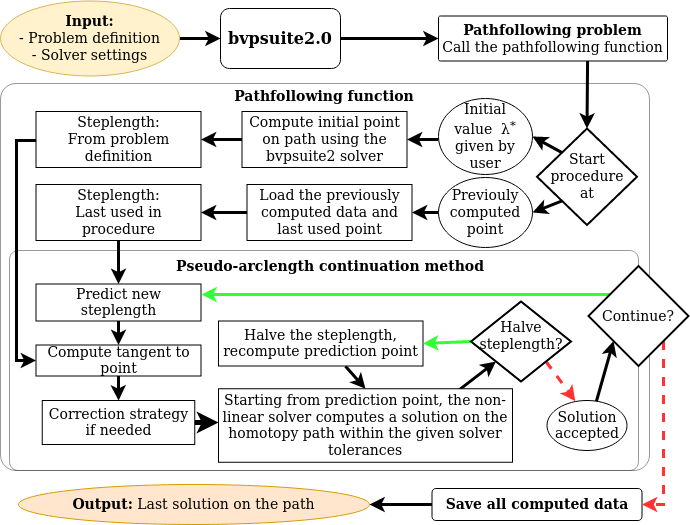 Input:
- Problem definition
- Solver settings
bvpsuite2.0
Pathfollowing problem
Call the pathfollowing function
Pathfollowing function
Steplength:
From problem
definition
Compute initial point
on path using the
bvpsuite2 solver
Initial
value λ*
given by
user
Start
procedure
at
Steplength:
Last used in
procedure
Load the previously
computed data and
last used point
Previouly
computed
point
Pseudo-arclength continuation method
Predict new
steplength
Continue?
Halve the steplength,
recompute prediction point
Halve
steplength?
Compute tangent to
point
Correction strategy
if needed
Starting from prediction point, the non-
linear solver computes a solution on the
homotopy path within the given solver
tolerances
Solution
accepted
Output: Last solution on the path
Save all computed data